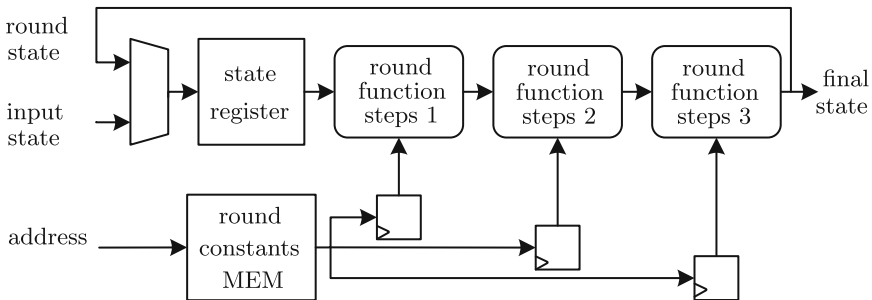 round
state
input
state
address
state
register
round
function
steps 1
round
function
steps 2
round
function
steps 3
final
state
round
constants
MEM